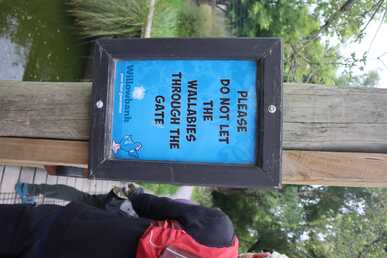 PLEASE
DO NOT LET
THE
WALLABIES
THROUGH THE
GATE
Willowbank